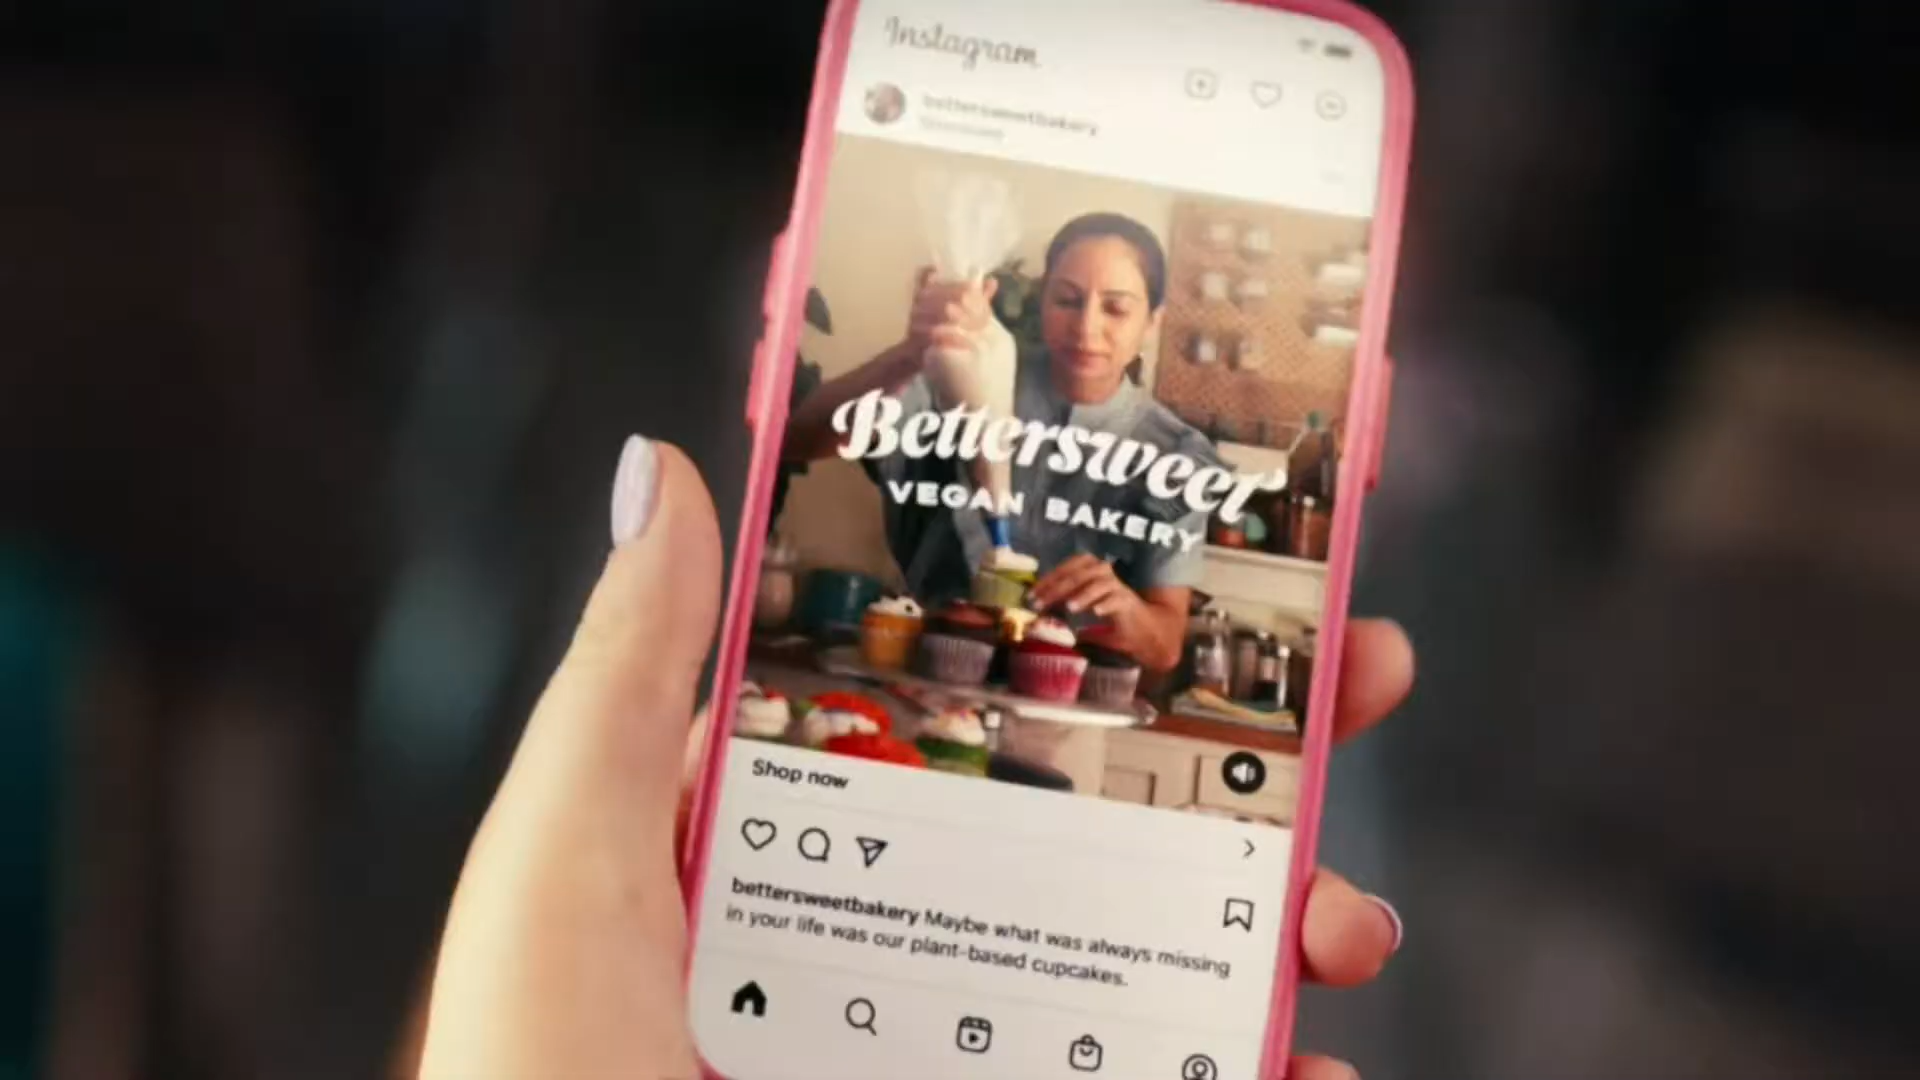 Instagram
bettersweetbakery
Bettersweet
VEGAN BAKERY
Shop now
bettersweetbakery Maybe what was always missing
in your life was our plant-based cupcakes.